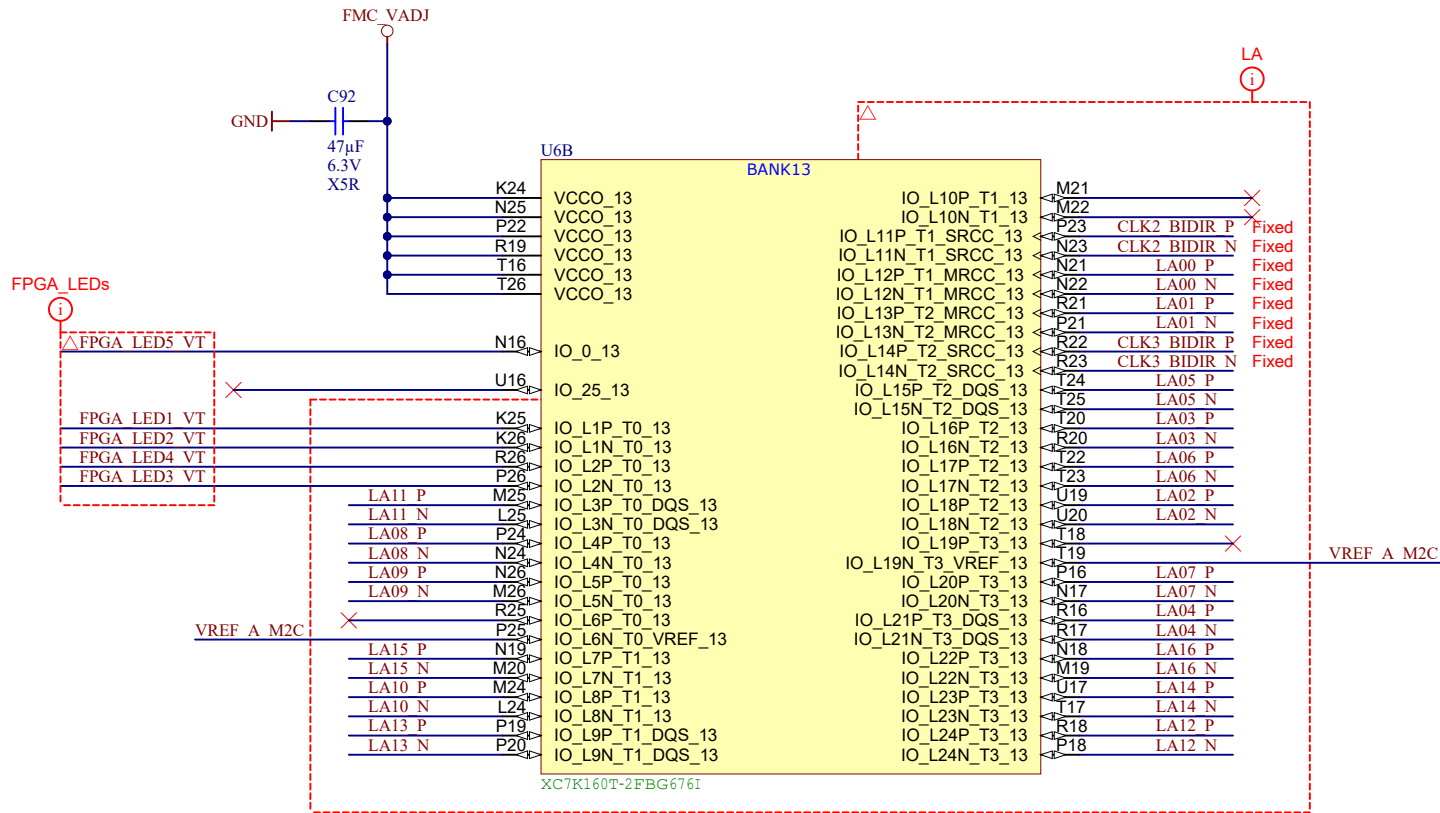 FMC_VADJ
LA
i
C92
GND
47µF
6.3V
X5R
U6B
BANK13
K24 VCCO_13
N25 VCCO_13
P22 VCCO_13
R19 VCCO_13
T16 VCCO_13
T26 VCCO_13
FPGA_LEDs
i
FPGA_LED5_VT N16 IO_0_13
U16 IO_25_13
FPGA_LED1_VT K25 IO_L1P_T0_13
FPGA_LED2_VT K26 IO_L1N_T0_13
FPGA_LED4_VT R26 IO_L2P_T0_13
FPGA_LED3_VT P26 IO_L2N_T0_13
LA11_P M25 IO_L3P_T0_DQS_13
LA11_N L25 IO_L3N_T0_DQS_13
LA08_P P24 IO_L4P_T0_13
LA08_N N24 IO_L4N_T0_13
LA09_P N26 IO_L5P_T0_13
LA09_N M26 IO_L5N_T0_13
R25 IO_L6P_T0_13
VREF_A_M2C P25 IO_L6N_T0_VREF_13
LA15_P N19 IO_L7P_T1_13
LA15_N M20 IO_L7N_T1_13
LA10_P M24 IO_L8P_T1_13
LA10_N L24 IO_L8N_T1_13
LA13_P P19 IO_L9P_T1_DQS_13
LA13_N P20 IO_L9N_T1_DQS_13
IO_L10P_T1_13 M21
IO_L10N_T1_13 M22
IO_L11P_T1_SRCC_13 P23 CLK2_BIDIR_P Fixed
IO_L11N_T1_SRCC_13 N23 CLK2_BIDIR_N Fixed
IO_L12P_T1_MRCC_13 N21 LA00_P Fixed
IO_L12N_T1_MRCC_13 N22 LA00_N Fixed
IO_L13P_T2_MRCC_13 R21 LA01_P Fixed
IO_L13N_T2_MRCC_13 P21 LA01_N Fixed
IO_L14P_T2_SRCC_13 R22 CLK3_BIDIR_P Fixed
IO_L14N_T2_SRCC_13 R23 CLK3_BIDIR_N Fixed
IO_L15P_T2_DQS_13 T24 LA05_P
IO_L15N_T2_DQS_13 T25 LA05_N
IO_L16P_T2_13 T20 LA03_P
IO_L16N_T2_13 R20 LA03_N
IO_L17P_T2_13 T22 LA06_P
IO_L17N_T2_13 T23 LA06_N
IO_L18P_T2_13 U19 LA02_P
IO_L18N_T2_13 U20 LA02_N
IO_L19P_T3_13 T18
IO_L19N_T3_VREF_13 T19 VREF_A_M2C
IO_L20P_T3_13 P16 LA07_P
IO_L20N_T3_13 N17 LA07_N
IO_L21P_T3_DQS_13 R16 LA04_P
IO_L21N_T3_DQS_13 R17 LA04_N
IO_L22P_T3_13 N18 LA16_P
IO_L22N_T3_13 M19 LA16_N
IO_L23P_T3_13 U17 LA14_P
IO_L23N_T3_13 T17 LA14_N
IO_L24P_T3_13 R18 LA12_P
IO_L24N_T3_13 P18 LA12_N
XC7K160T-2FBG676I